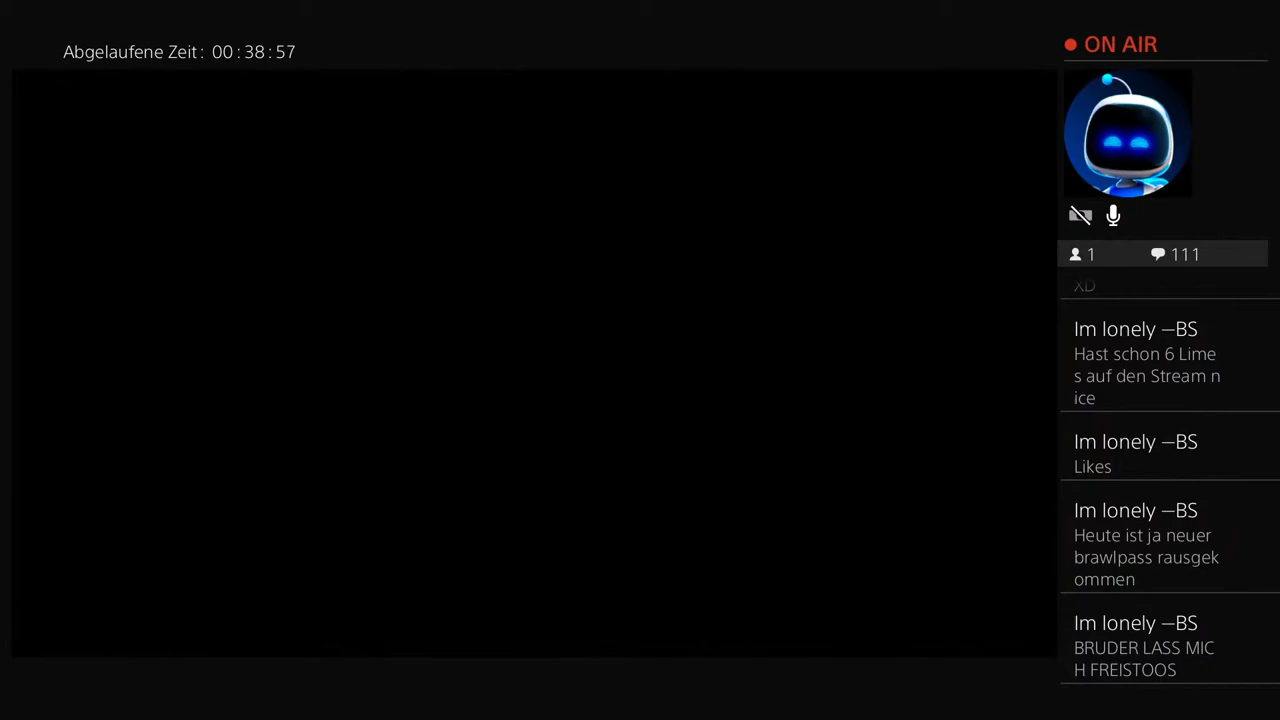 Abgelaufene Zeit: 00:38:57
ON AIR
1
111
XD
Im lonely –BS
Hast schon 6 Lime
s auf den Stream n
ice
Im lonely –BS
Likes
Im lonely –BS
Heute ist ja neuer
brawlpass rausgek
ommen
Im lonely –BS
BRUDER LASS MIC
H FREISTOOS